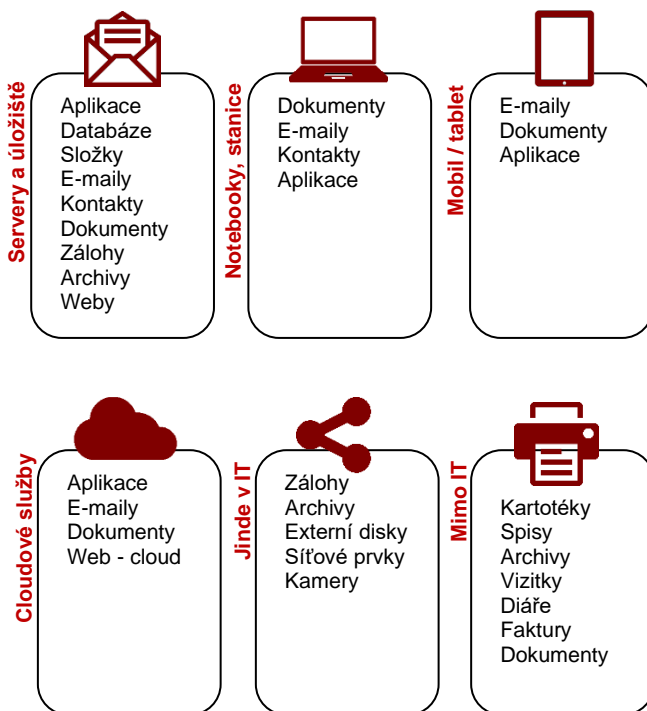 Servery a úložiště
Aplikace
Databáze
Složky
E-maily
Kontakty
Dokumenty
Zálohy
Archivy
Weby
Notebooky, stanice
Dokumenty
E-maily
Kontakty
Aplikace
Mobil / tablet
E-maily
Dokumenty
Aplikace
Cloudové služby
Aplikace
E-maily
Dokumenty
Web - cloud
Jinde v IT
Zálohy
Archivy
Externí disky
Síťové prvky
Kamery
Mimo IT
Kartotéky
Spisy
Archivy
Vizitky
Diáře
Faktury
Dokumenty